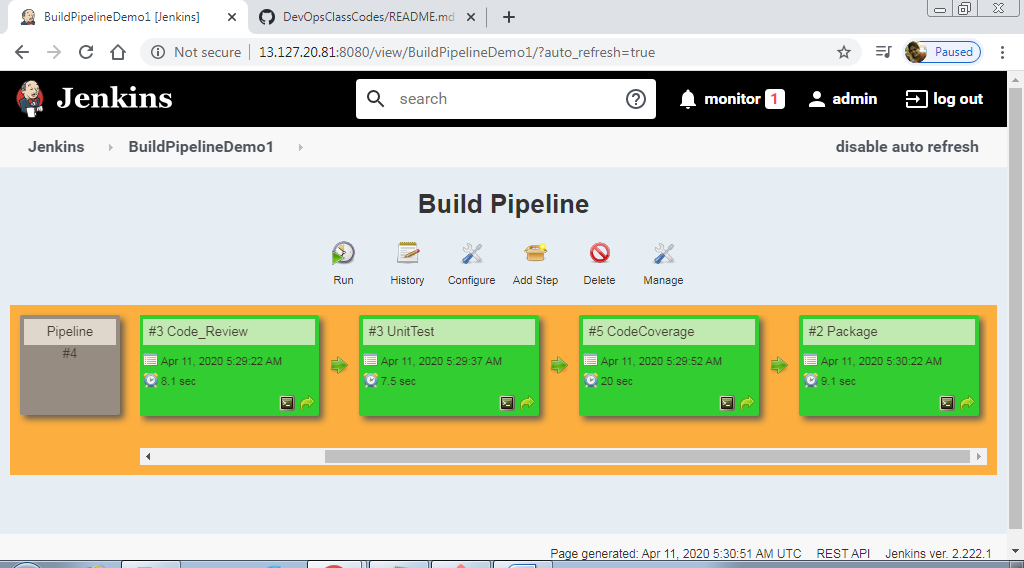 BuildPipelineDemo1 [Jenkins]
DevOpsClassCodes/README.md
Not secure
13.127.20.81:8080/view/BuildPipelineDemo1/?auto_refresh=true
Paused
Jenkins
search
monitor 1
admin
log out
Jenkins
BuildPipelineDemo1
disable auto refresh
Build Pipeline
Run
History
Configure
Add Step
Delete
Manage
Pipeline
#4
#3 Code_Review
Apr 11, 2020 5:29:22 AM
8.1 sec
#3 UnitTest
Apr 11, 2020 5:29:37 AM
7.5 sec
#5 CodeCoverage
Apr 11, 2020 5:29:52 AM
20 sec
#2 Package
Apr 11, 2020 5:30:22 AM
9.1 sec
Page generated: Apr 11, 2020 5:30:51 AM UTC
REST API
Jenkins ver. 2.222.1